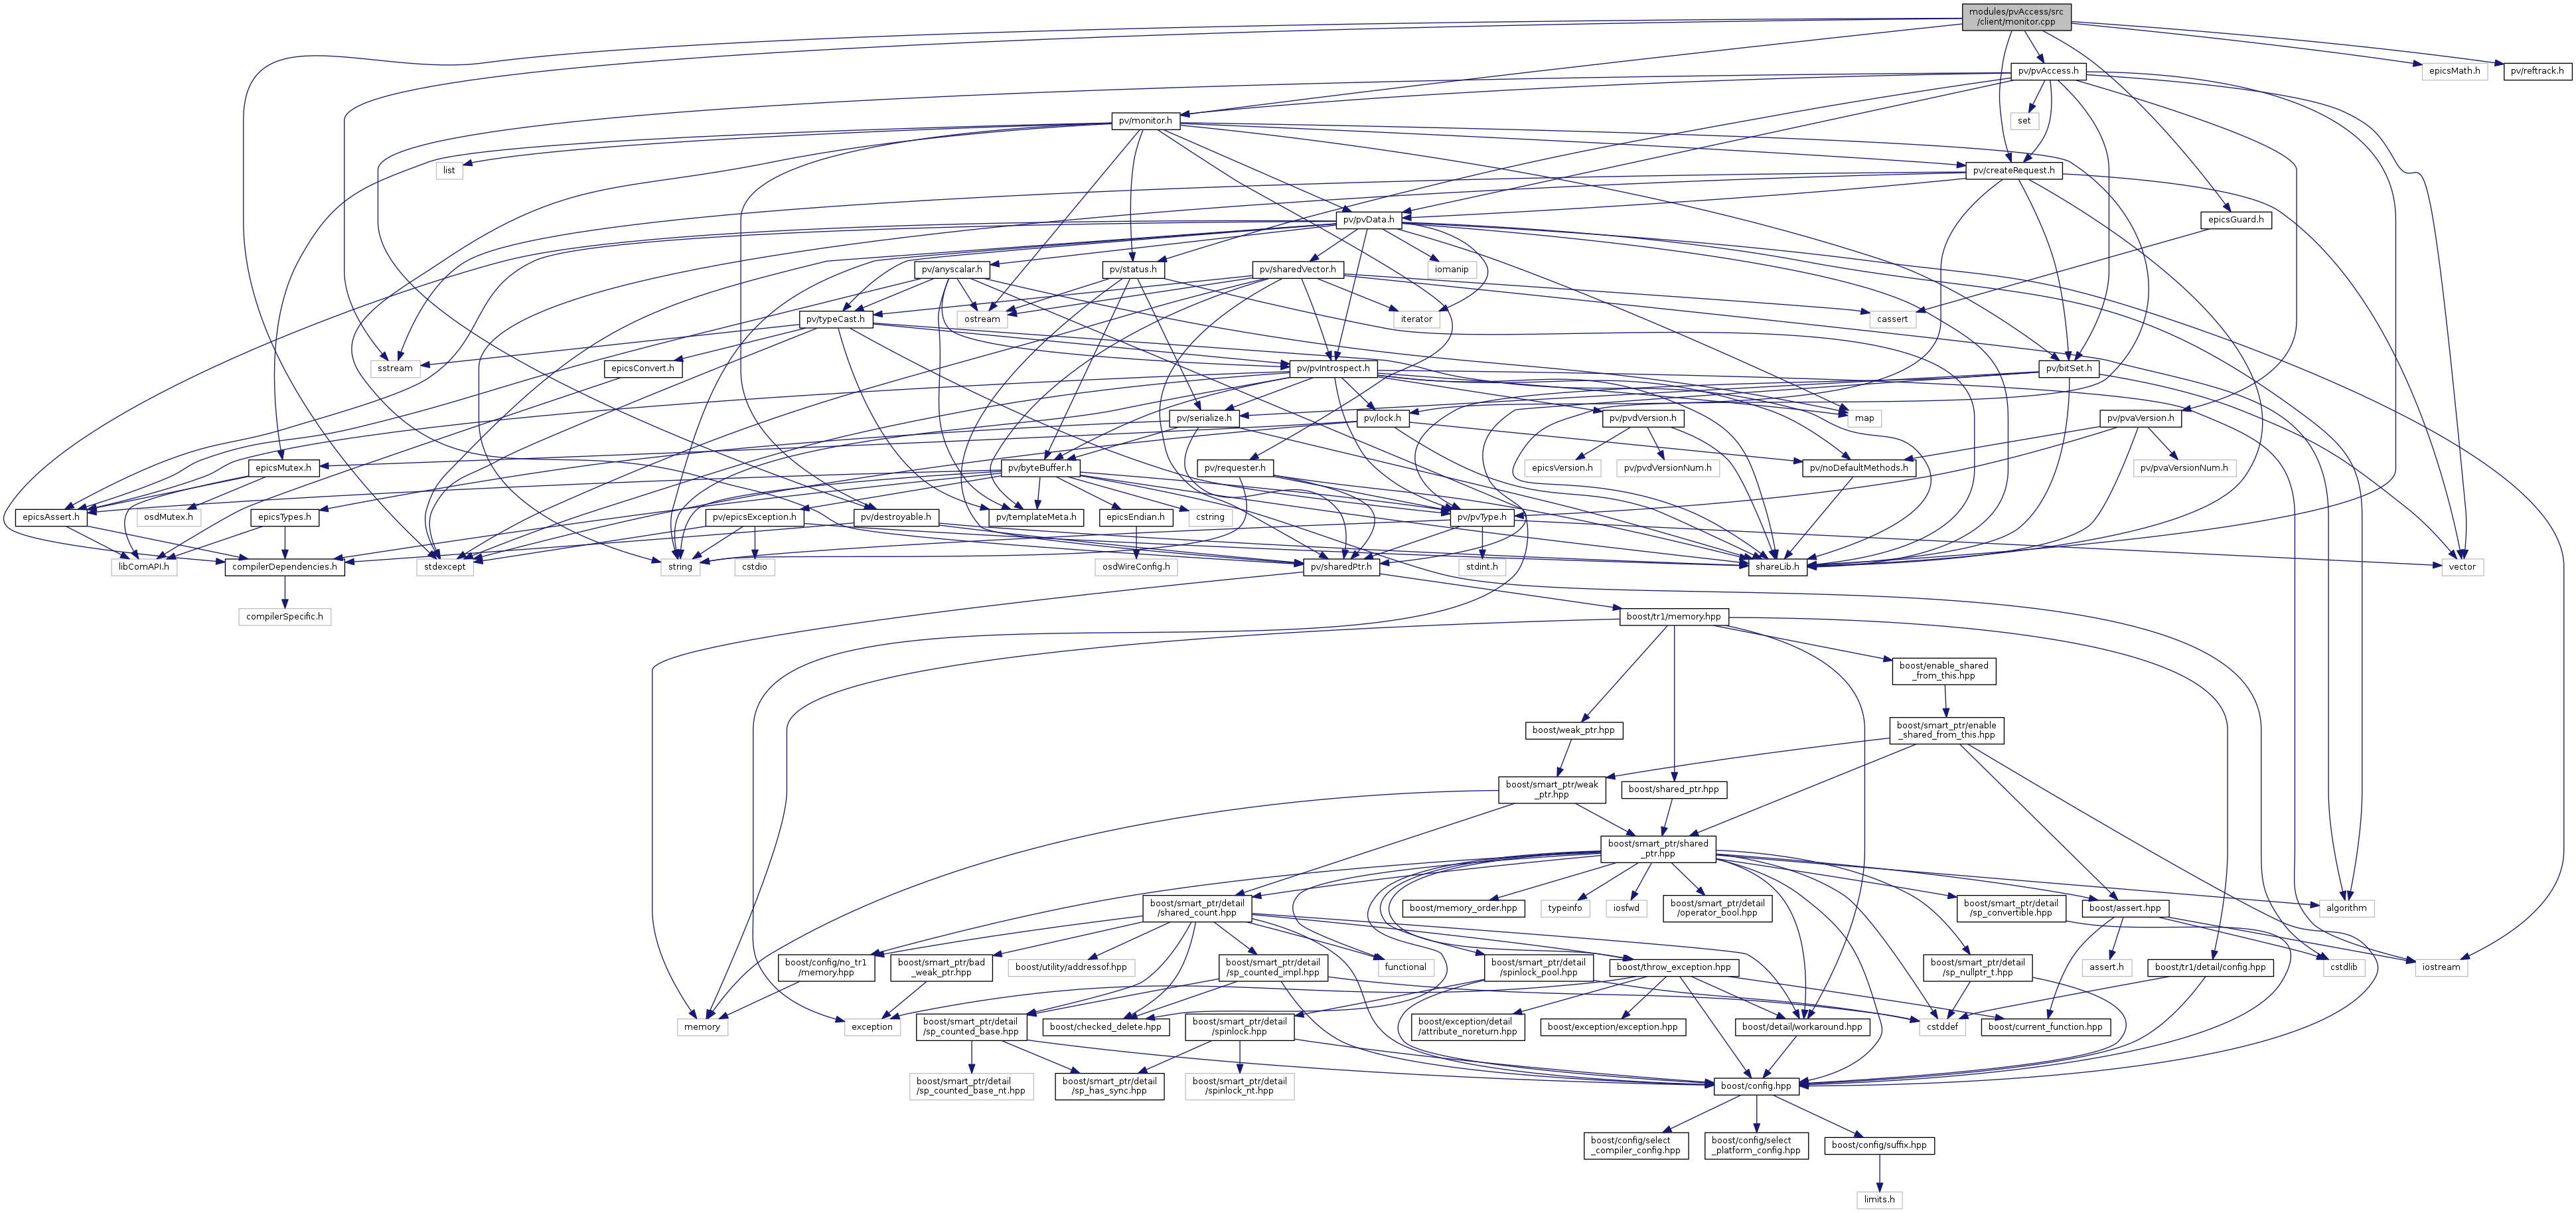 modules/pvAccess/src
/client/monitor.cpp
pv/pvAccess.h
epicsMath.h
pv/reftrack.h
pv/monitor.h
set
list
pv/createRequest.h
pv/pvData.h
epicsGuard.h
pv/anyscalar.h
pv/status.h
pv/sharedVector.h
iomanip
pv/typeCast.h
ostream
iterator
cassert
sstream
epicsConvert.h
pv/pvIntrospect.h
pv/bitSet.h
pv/serialize.h
pv/lock.h
pv/pvdVersion.h
map
pv/pvaVersion.h
epicsMutex.h
pv/byteBuffer.h
pv/requester.h
epicsVersion.h
pv/pvdVersionNum.h
pv/noDefaultMethods.h
pv/pvaVersionNum.h
epicsAssert.h
osdMutex.h
epicsTypes.h
pv/epicsException.h
pv/destroyable.h
pv/templateMeta.h
epicsEndian.h
cstring
pv/pvType.h
libComAPI.h
compilerDependencies.h
stdexcept
string
cstdio
osdWireConfig.h
pv/sharedPtr.h
stdint.h
shareLib.h
vector
compilerSpecific.h
boost/tr1/memory.hpp
boost/enable_shared
_from_this.hpp
boost/weak_ptr.hpp
boost/smart_ptr/enable
_shared_from_this.hpp
boost/smart_ptr/weak
_ptr.hpp
boost/shared_ptr.hpp
boost/smart_ptr/shared
_ptr.hpp
boost/smart_ptr/detail
/shared_count.hpp
boost/memory_order.hpp
typeinfo
iosfwd
boost/smart_ptr/detail
/operator_bool.hpp
boost/smart_ptr/detail
/sp_convertible.hpp
boost/assert.hpp
algorithm
boost/config/no_tr1
/memory.hpp
boost/smart_ptr/bad
_weak_ptr.hpp
boost/utility/addressof.hpp
boost/smart_ptr/detail
/sp_counted_impl.hpp
functional
boost/smart_ptr/detail
/spinlock_pool.hpp
boost/throw_exception.hpp
boost/smart_ptr/detail
/sp_nullptr_t.hpp
assert.h
boost/tr1/detail/config.hpp
cstdlib
iostream
memory
exception
boost/smart_ptr/detail
/sp_counted_base.hpp
boost/checked_delete.hpp
boost/smart_ptr/detail
/spinlock.hpp
boost/exception/detail
/attribute_noreturn.hpp
boost/exception/exception.hpp
boost/detail/workaround.hpp
cstddef
boost/current_function.hpp
boost/smart_ptr/detail
/sp_counted_base_nt.hpp
boost/smart_ptr/detail
/sp_has_sync.hpp
boost/smart_ptr/detail
/spinlock_nt.hpp
boost/config.hpp
boost/config/select
_compiler_config.hpp
boost/config/select
_platform_config.hpp
boost/config/suffix.hpp
limits.h